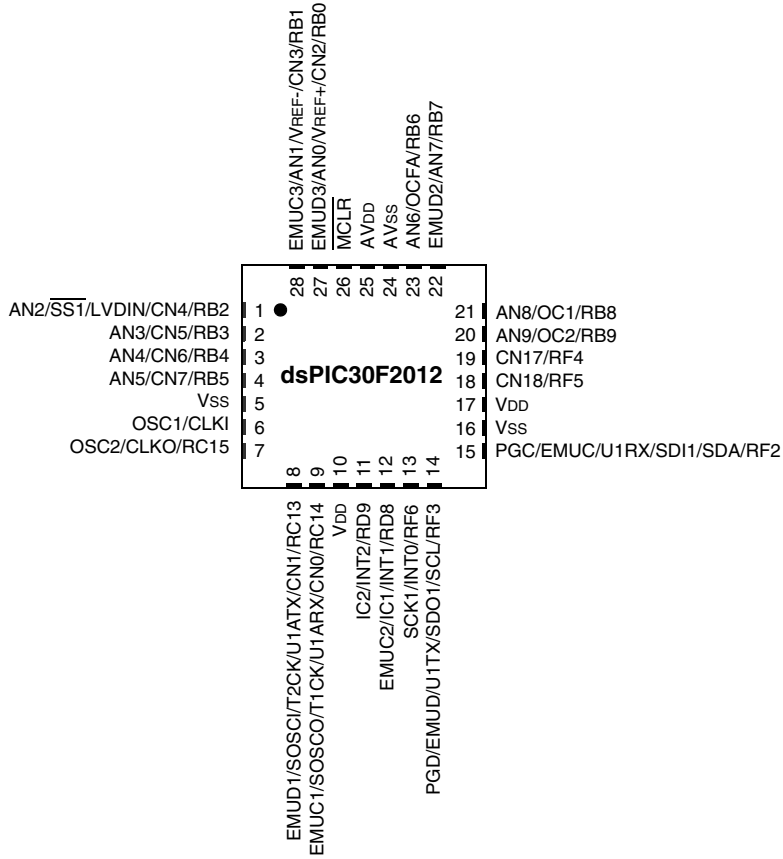 EMUC3/AN1/VREF-/CN3/RB1
EMUD3/AN0/VREF+/CN2/RB0
MCLR
AVDD
AVSS
AN6/OCFA/RB6
EMUD2/AN7/RB7
28
27
26
25
24
23
22
AN2/SS1/LVDIN/CN4/RB2 1
AN3/CN5/RB3 2
AN4/CN6/RB4 3
AN5/CN7/RB5 4
VSS 5
OSC1/CLKI 6
OSC2/CLKO/RC15 7
dsPIC30F2012
21 AN8/OC1/RB8
20 AN9/OC2/RB9
19 CN17/RF4
18 CN18/RF5
17 VDD
16 VSS
15 PGC/EMUC/U1RX/SDI1/SDA/RF2
8
9
10
11
12
13
14
EMUD1/SOSCI/T2CK/U1ATX/CN1/RC13
EMUC1/SOSCO/T1CK/U1ARX/CN0/RC14
VDD
IC2/INT2/RD9
EMUC2/IC1/INT1/RD8
SCK1/INT0/RF6
PGD/EMUD/U1TX/SDO1/SCL/RF3